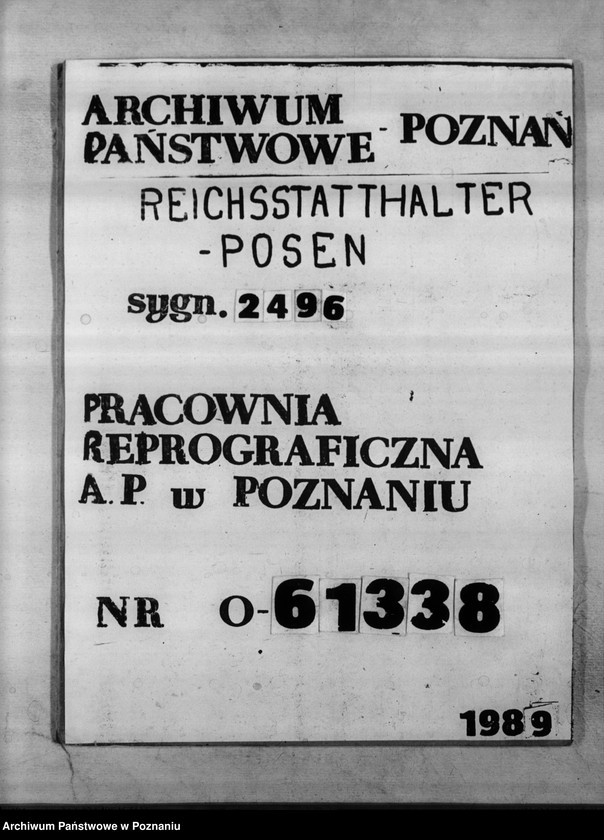 ARCHIWUM
PAŃSTWOWE - POZNAŃ
REICHSSTATTHALTER
-POSEN
sygn. 2496
PRACOWNIA
REPROGRAFICZNA
A.P. w POZNANIU
NR O-61338
1989
Archiwum Państwowe w Poznaniu